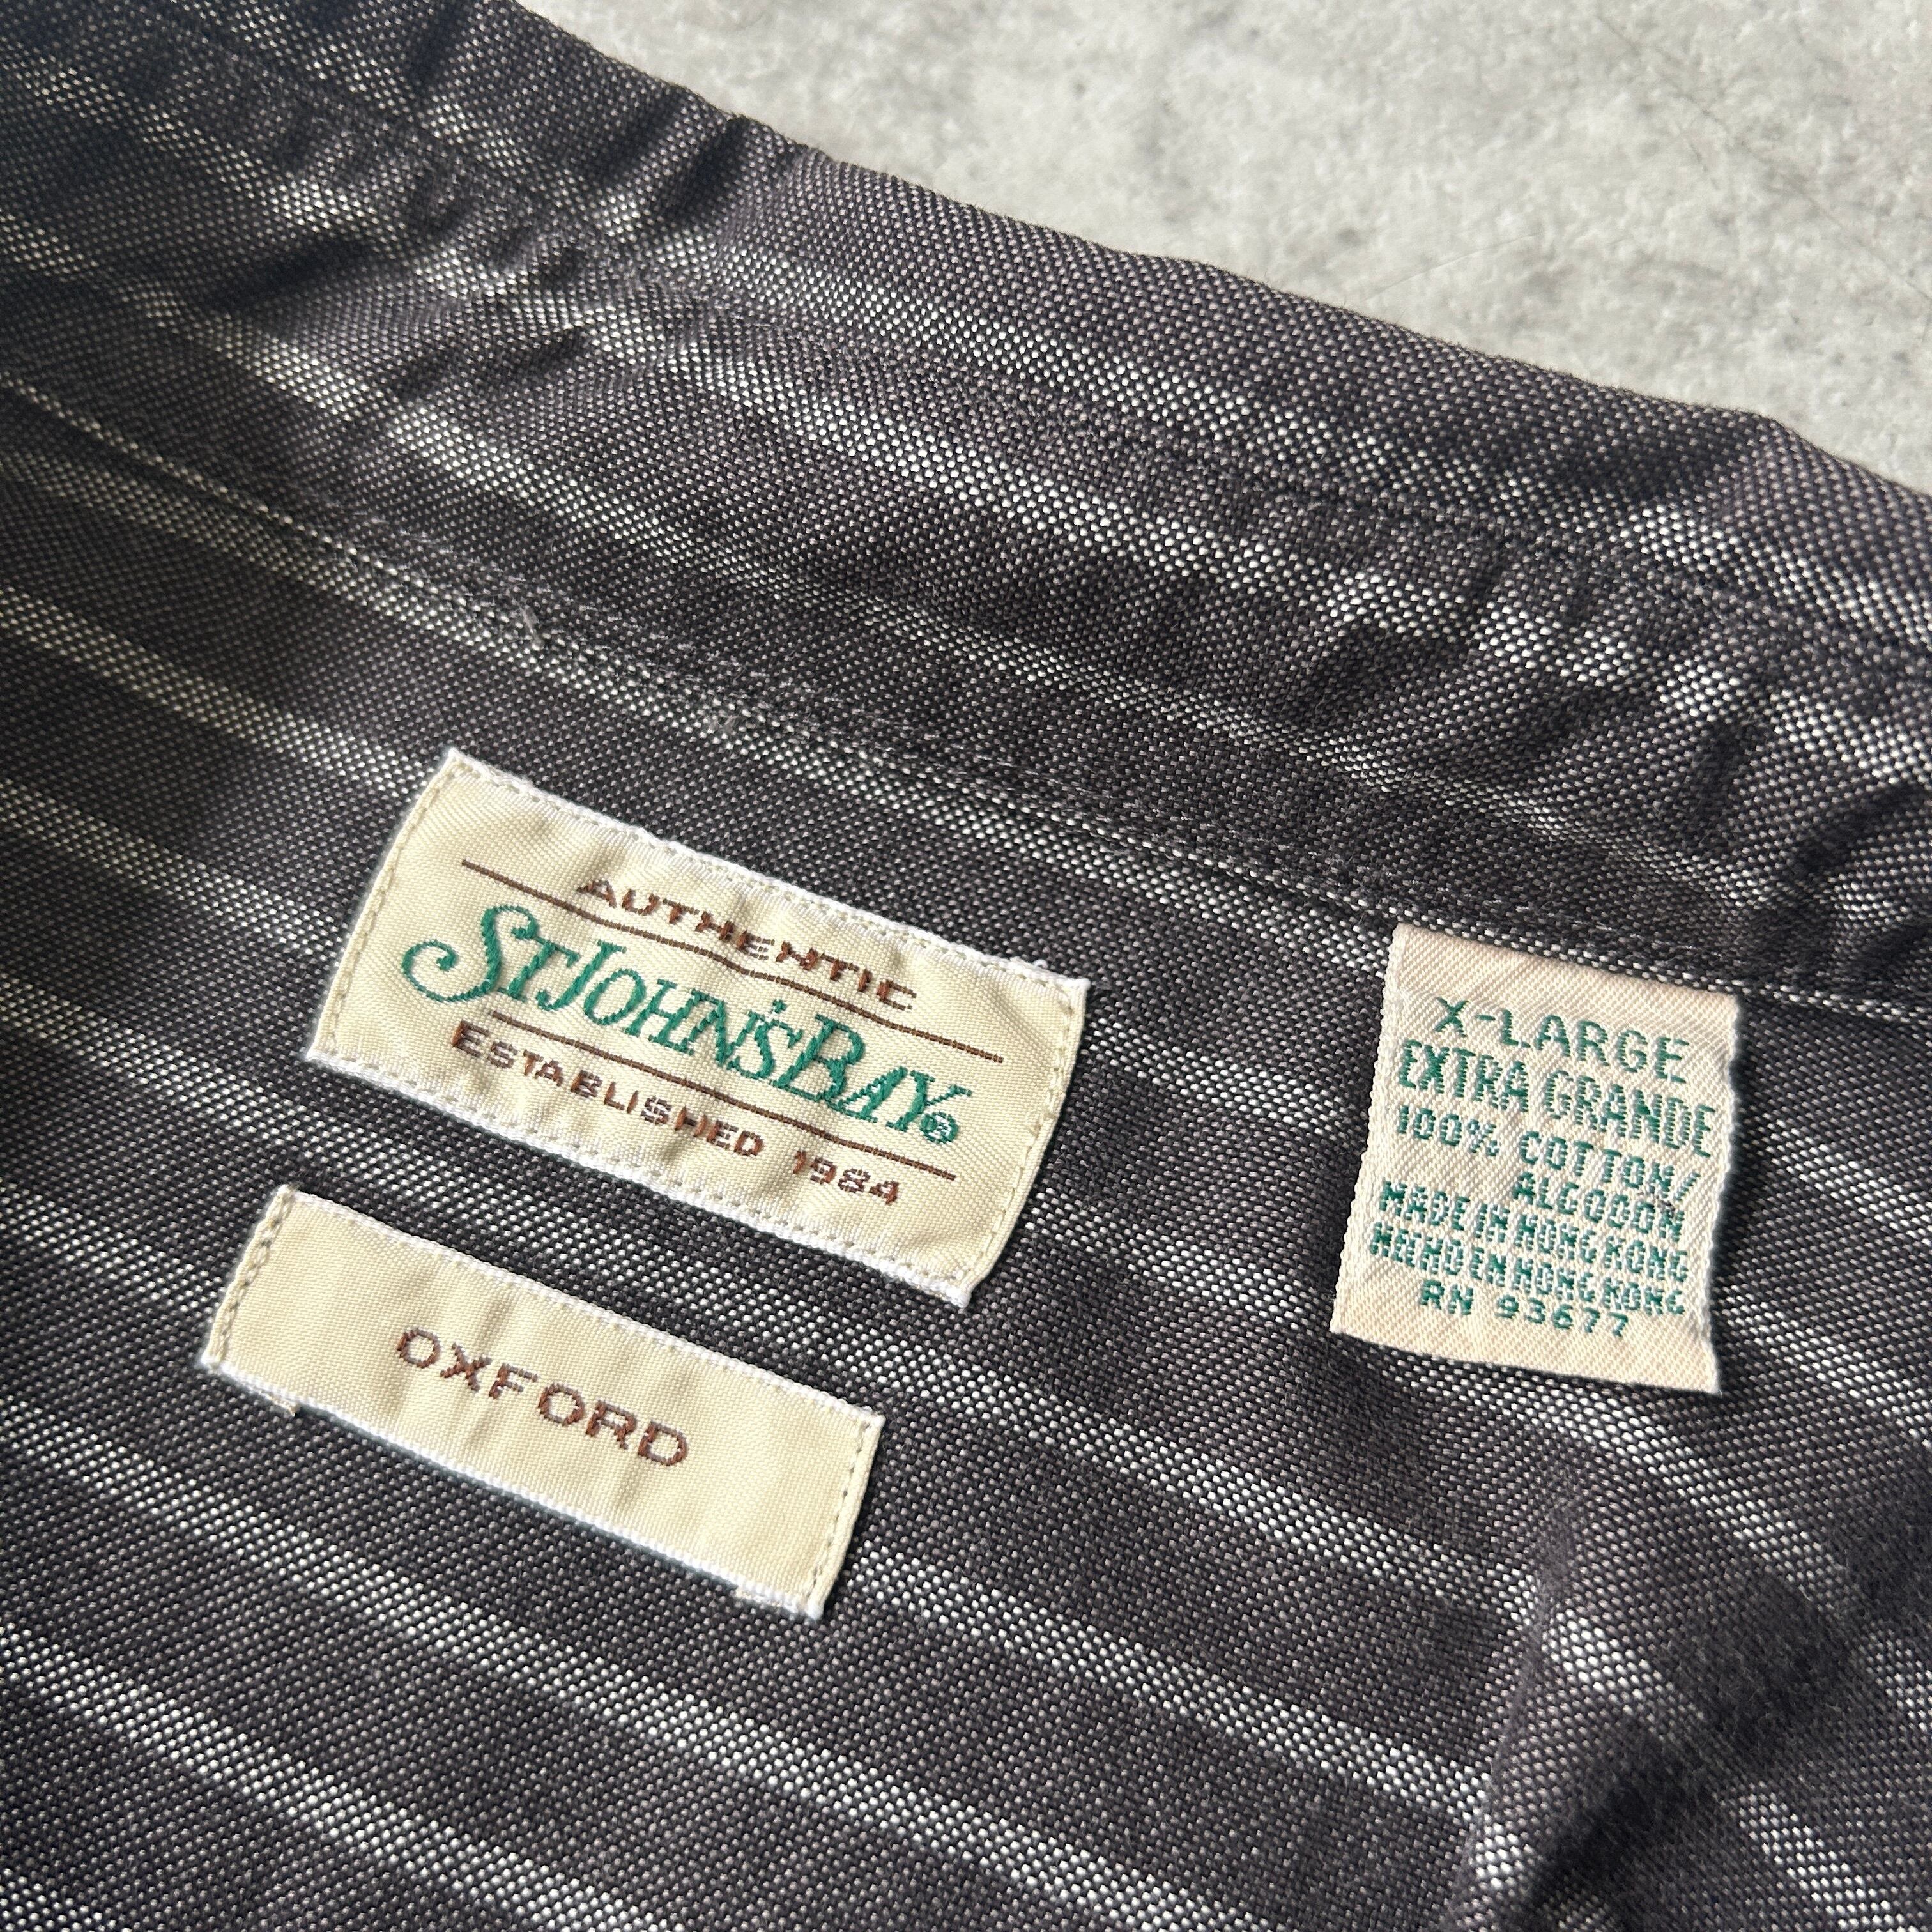 AUTHENTIC
ST JOHN'S BAY®
ESTABLISHED 1984
OXFORD
X-LARGE
EXTRA GRANDE
100% COTTON/
ALGODON
MADE IN HONG KONG
HECHO EN HONG KONG
RN 93677